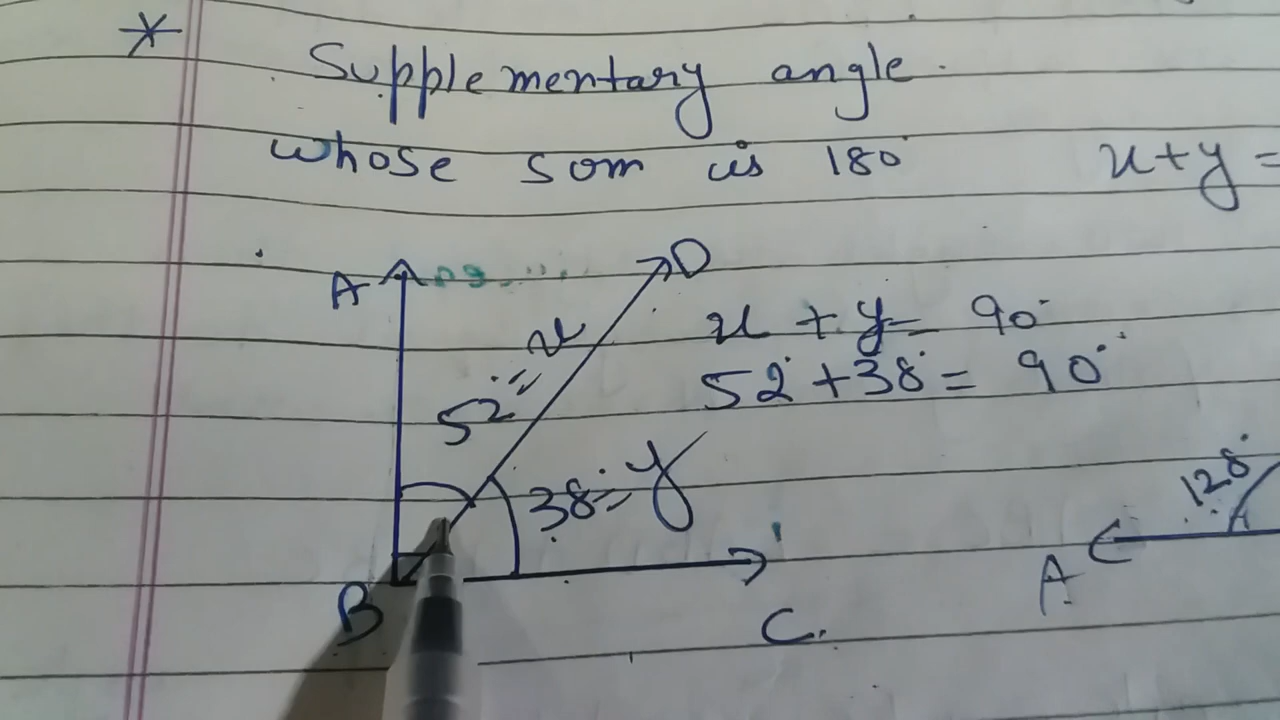 Supplementary angle.
whose som is 180°
x+y=
A
D
x + y = 90°
52°=x
52° + 38° = 90°
38°=y
128°
B
C.
A